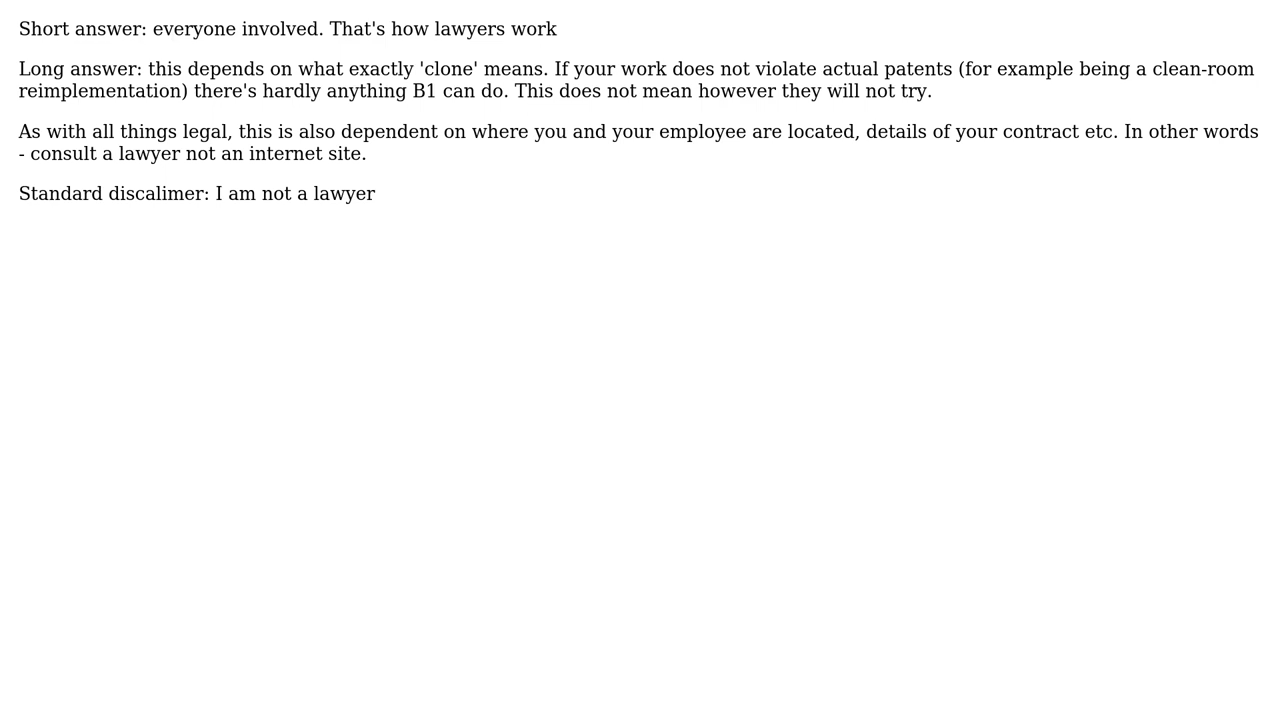 Short answer: everyone involved. That's how lawyers work
Long answer: this depends on what exactly 'clone' means. If your work does not violate actual patents (for example being a clean-room
reimplementation) there's hardly anything B1 can do. This does not mean however they will not try.
As with all things legal, this is also dependent on where you and your employee are located, details of your contract etc. In other words
- consult a lawyer not an internet site.
Standard discalimer: I am not a lawyer